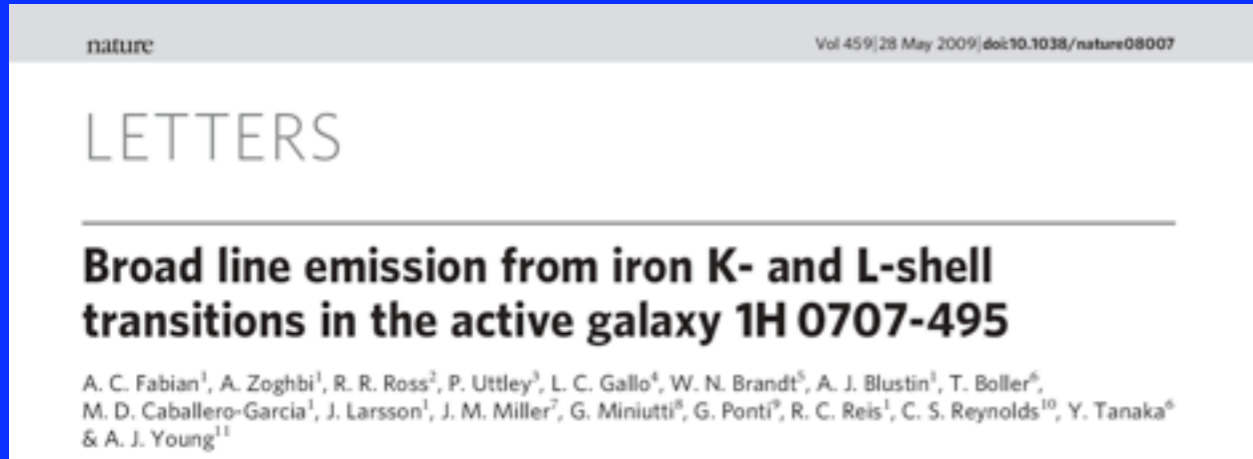 nature
Vol 459|28 May 2009|doi:10.1038/nature08007
LETTERS
Broad line emission from iron K- and L-shell
transitions in the active galaxy 1H 0707-495
A. C. Fabian¹, A. Zoghbi¹, R. R. Ross², P. Uttley³, L. C. Gallo⁴, W. N. Brandt⁵, A. J. Blustin¹, T. Boller⁶,
M. D. Caballero-Garcia¹, J. Larsson¹, J. M. Miller⁷, G. Miniutti⁸, G. Ponti⁹, R. C. Reis¹, C. S. Reynolds¹⁰, Y. Tanaka⁶
& A. J. Young¹¹